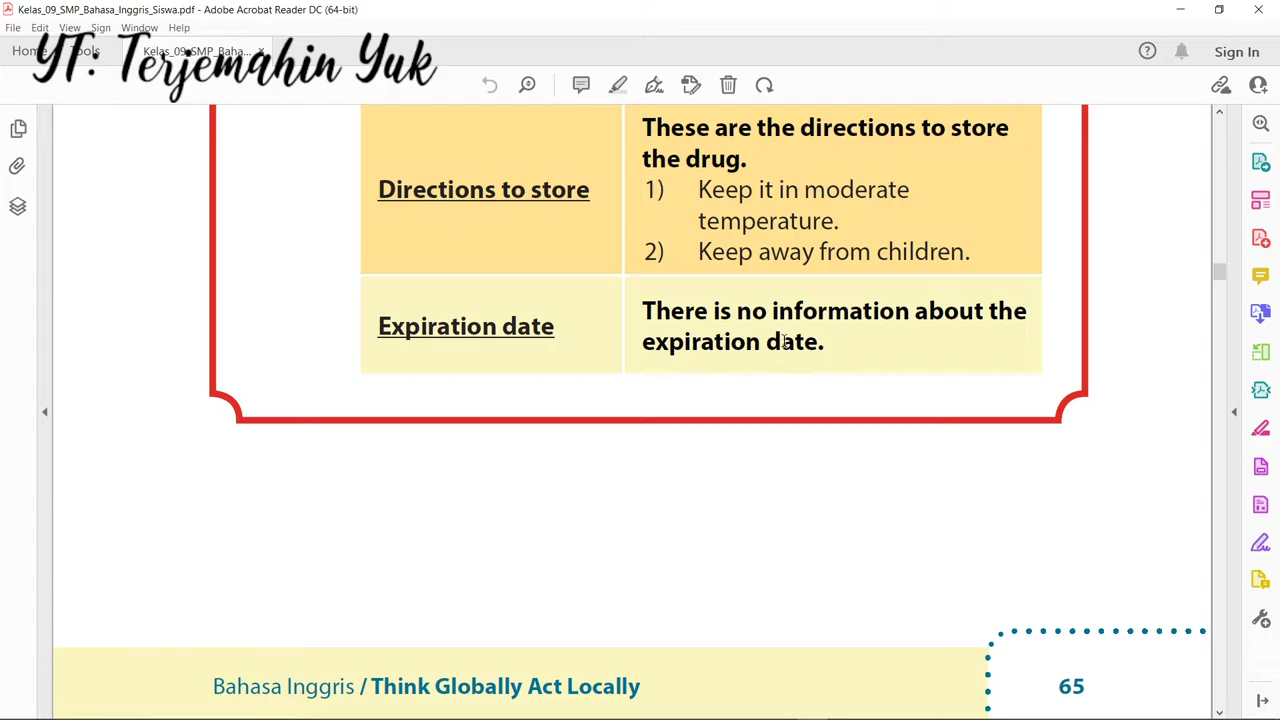 Kelas_09_SMP_Bahasa_Inggris_Siswa.pdf - Adobe Acrobat Reader DC (64-bit)
File Edit View Sign Window Help
Home Tools Kelas_09_SMP_Baha... × Sign In
YT: Terjemahin Yuk
These are the directions to store
the drug.
Directions to store
1) Keep it in moderate
temperature.
2) Keep away from children.
Expiration date
There is no information about the
expiration date.
Bahasa Inggris / Think Globally Act Locally
65